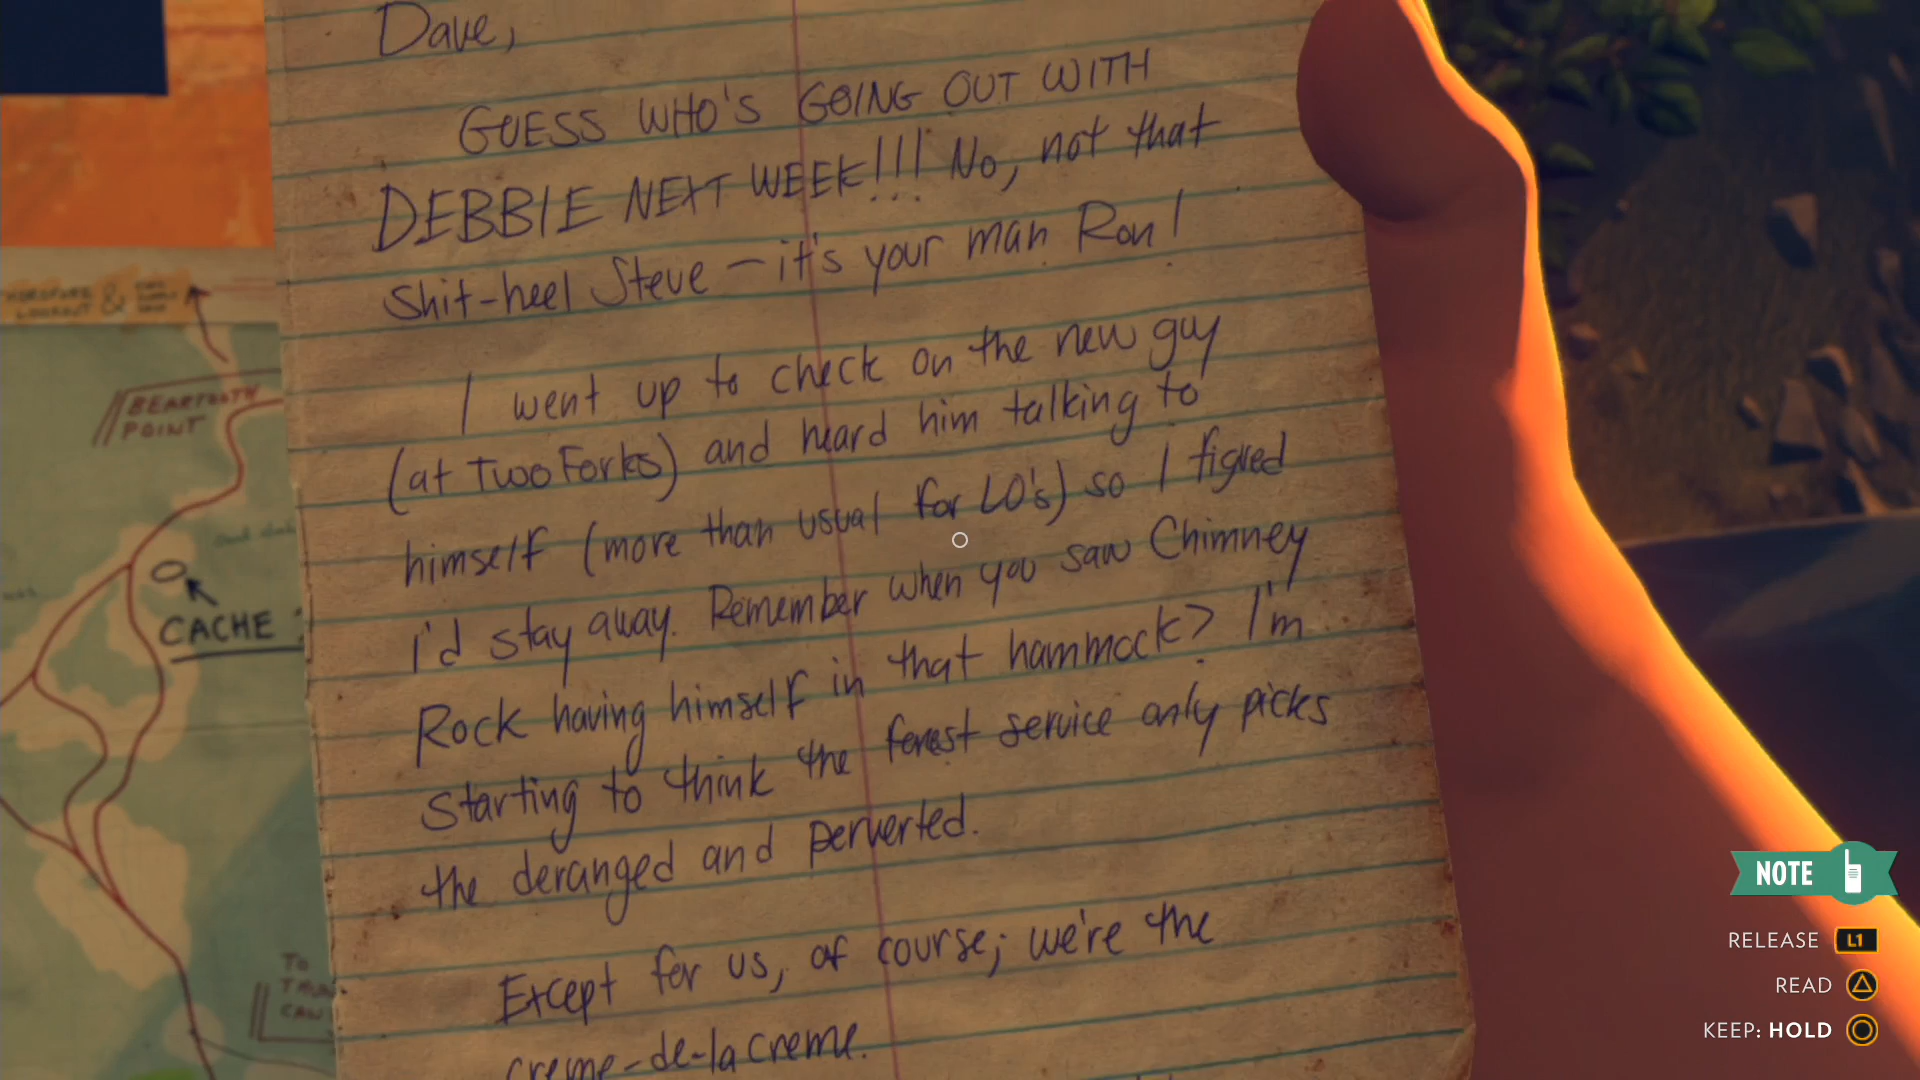 Dave,
GUESS WHO'S GOING OUT WITH
DEBBIE NEXT WEEK!!! No, not that
Shit-heel Steve – it's your man Ron!
I went up to check on the new guy
(at Two Forks) and heard him talking to
himself (more than usual for LO's) so I figred
i'd stay away. Remember when you saw Chimney
Rock having himself in that hammock? I'm
starting to think the forest service only picks
the deranged and perverted.
Except for us, of course; we're the
creme-de-la creme.
LOOKOUT &
BEARTOOTH
POINT
CACHE
TO
NOTE
RELEASE L1
READ
KEEP: HOLD